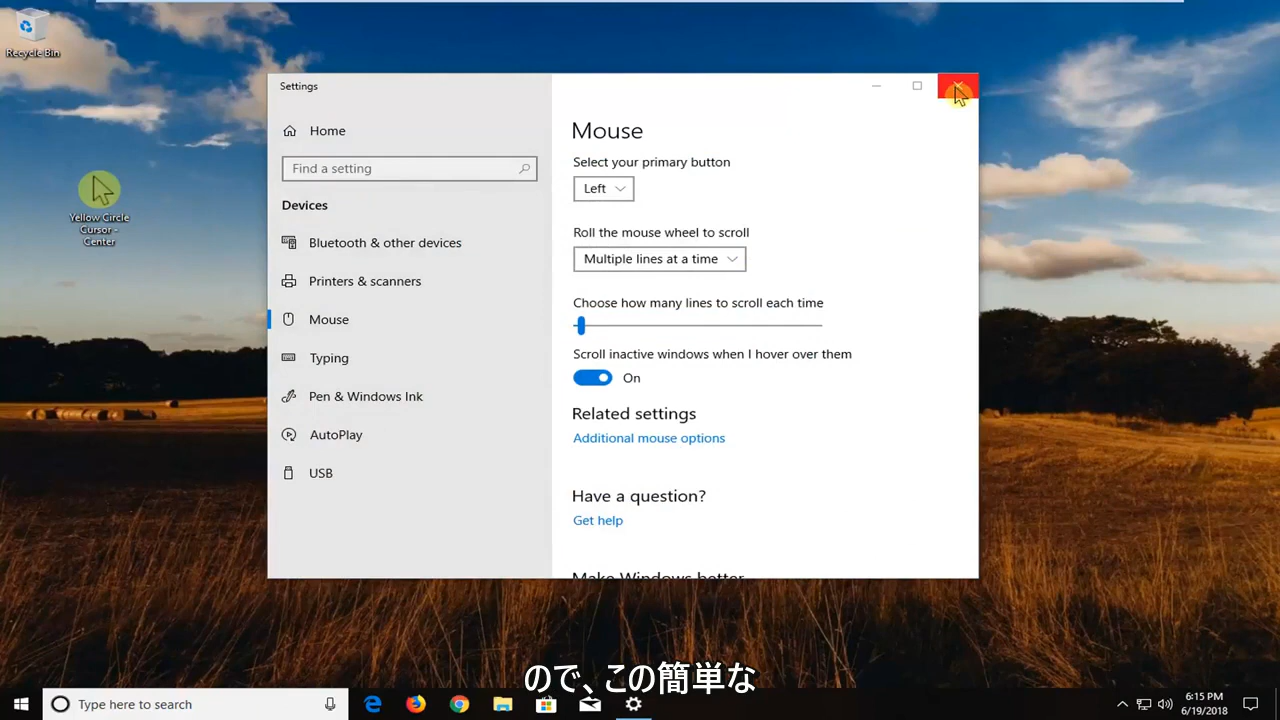 Recycle Bin
Yellow Circle
Cursor -
Center
Settings
Home
Find a setting
Devices
Bluetooth & other devices
Printers & scanners
Mouse
Typing
Pen & Windows Ink
AutoPlay
USB
Mouse
Select your primary button
Left
Roll the mouse wheel to scroll
Multiple lines at a time
Choose how many lines to scroll each time
Scroll inactive windows when I hover over them
On
Related settings
Additional mouse options
Have a question?
Get help
Make Windows better
ので、この簡単な
Type here to search
6:15 PM
6/19/2018